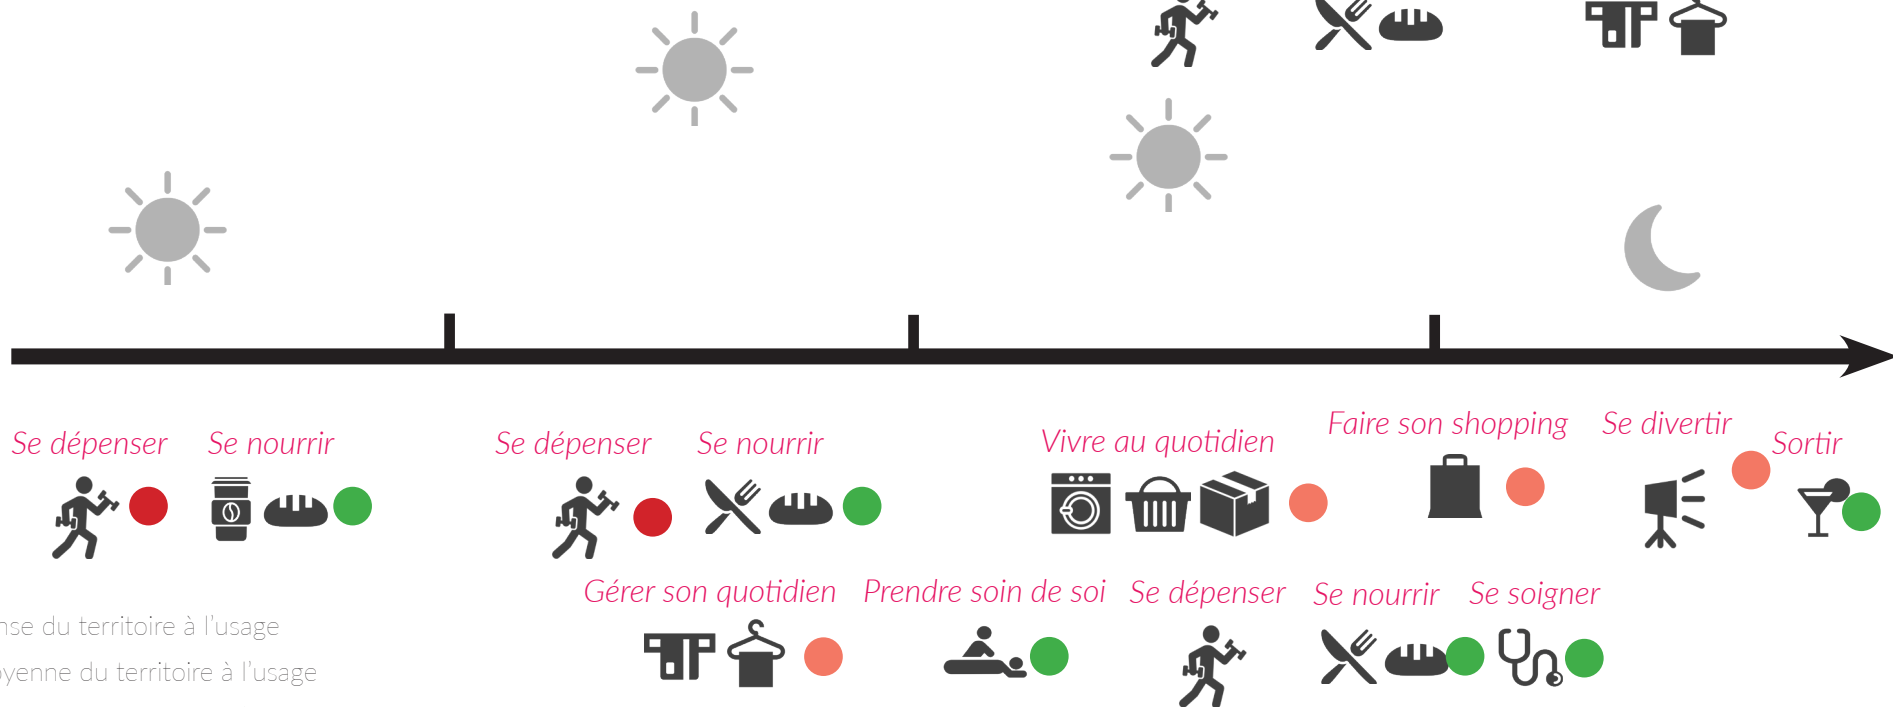 Se dépenser Se nourrir Se dépenser Se nourrir Vivre au quotidien Faire son shopping Se divertir Sortir
Gérer son quotidien Prendre soin de soi Se dépenser Se nourrir Se soigner
du territoire à l'usage
du territoire à l'usage